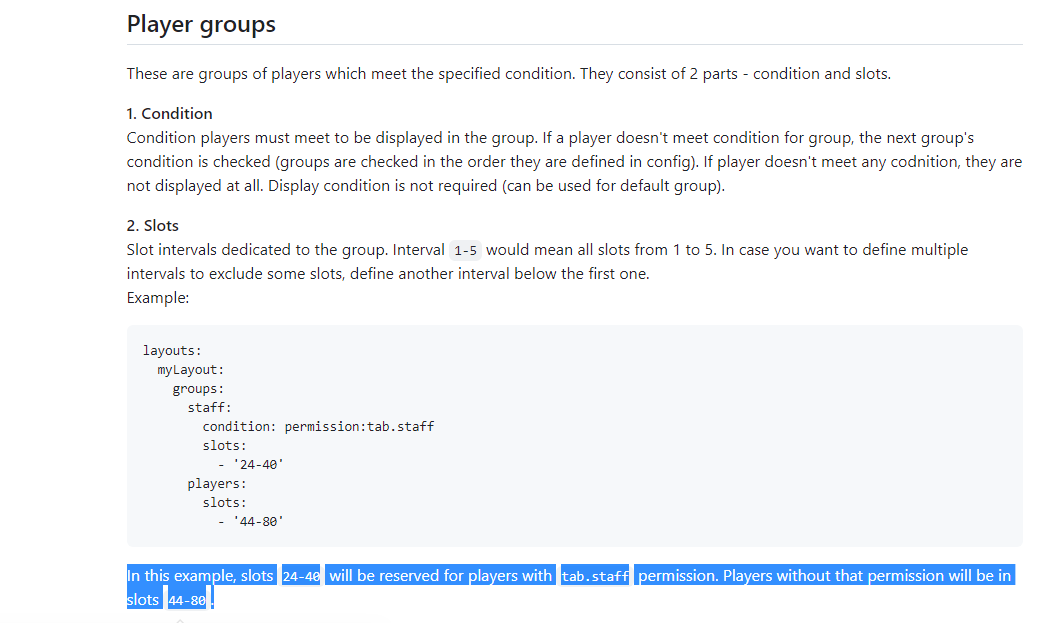 Player groups
These are groups of players which meet the specified condition. They consist of 2 parts - condition and slots.
1. Condition
Condition players must meet to be displayed in the group. If a player doesn't meet condition for group, the next group's
condition is checked (groups are checked in the order they are defined in config). If player doesn't meet any codnition, they are
not displayed at all. Display condition is not required (can be used for default group).
2. Slots
Slot intervals dedicated to the group. Interval 1-5 would mean all slots from 1 to 5. In case you want to define multiple
intervals to exclude some slots, define another interval below the first one.
Example:
layouts:
  myLayout:
    groups:
      staff:
        condition: permission:tab.staff
        slots:
          - '24-40'
      players:
        slots:
          - '44-80'
In this example, slots 24-40 will be reserved for players with tab.staff permission. Players without that permission will be in
slots 44-80.